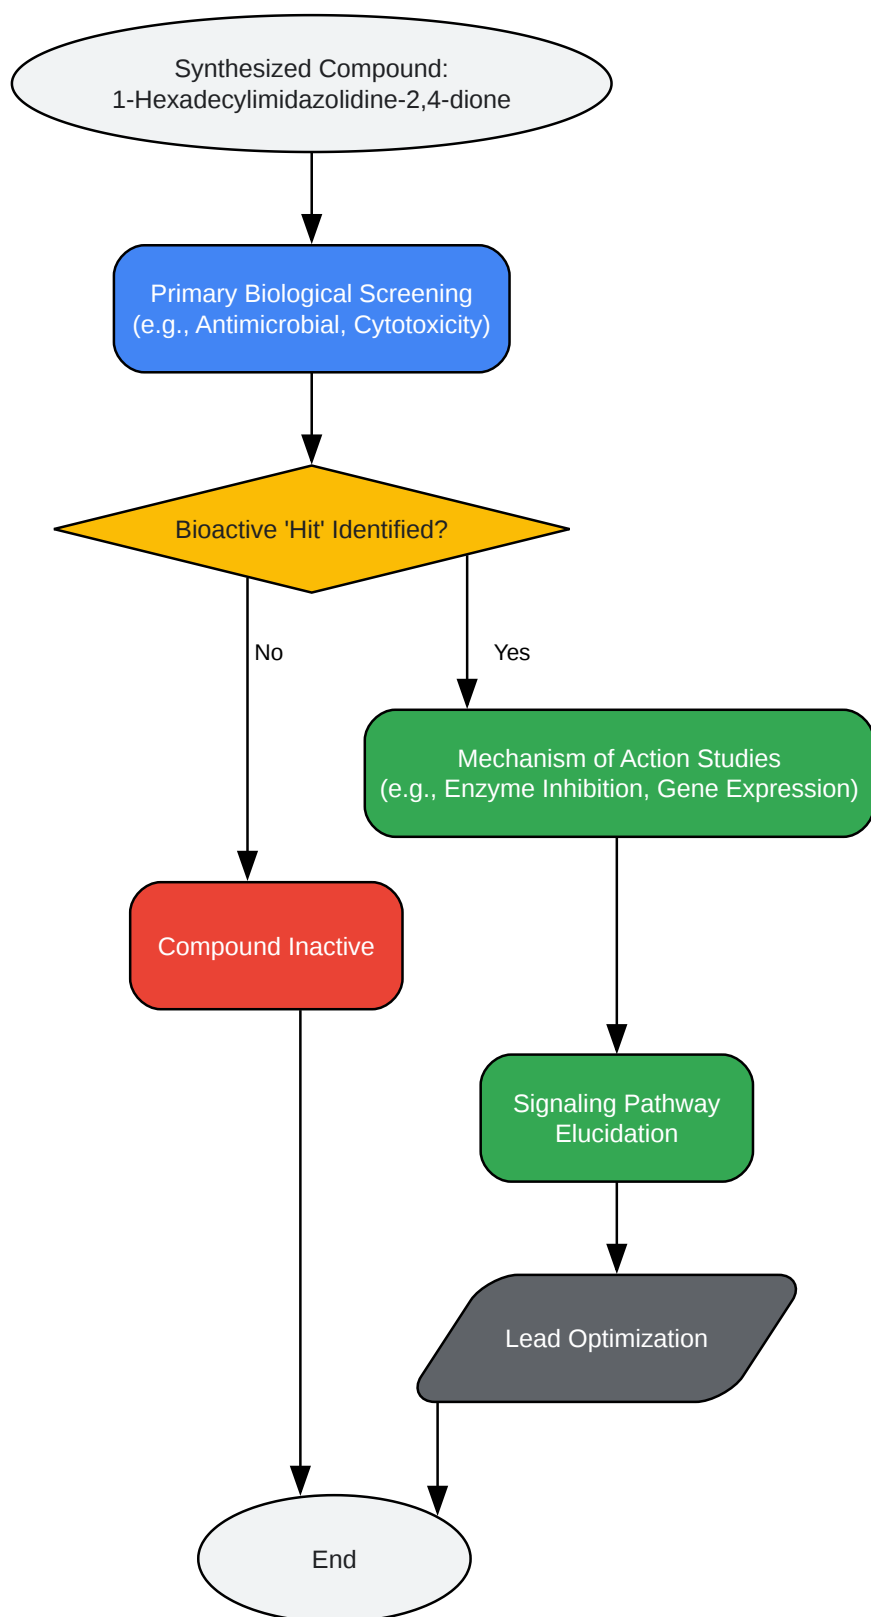 Synthesized Compound:
1-Hexadecylimidazolidine-2,4-dione
Primary Biological Screening
(e.g., Antimicrobial, Cytotoxicity)
Bioactive 'Hit' Identified?
No
Yes
Mechanism of Action Studies
(e.g., Enzyme Inhibition, Gene Expression)
Compound Inactive
Signaling Pathway
Elucidation
Lead Optimization
End